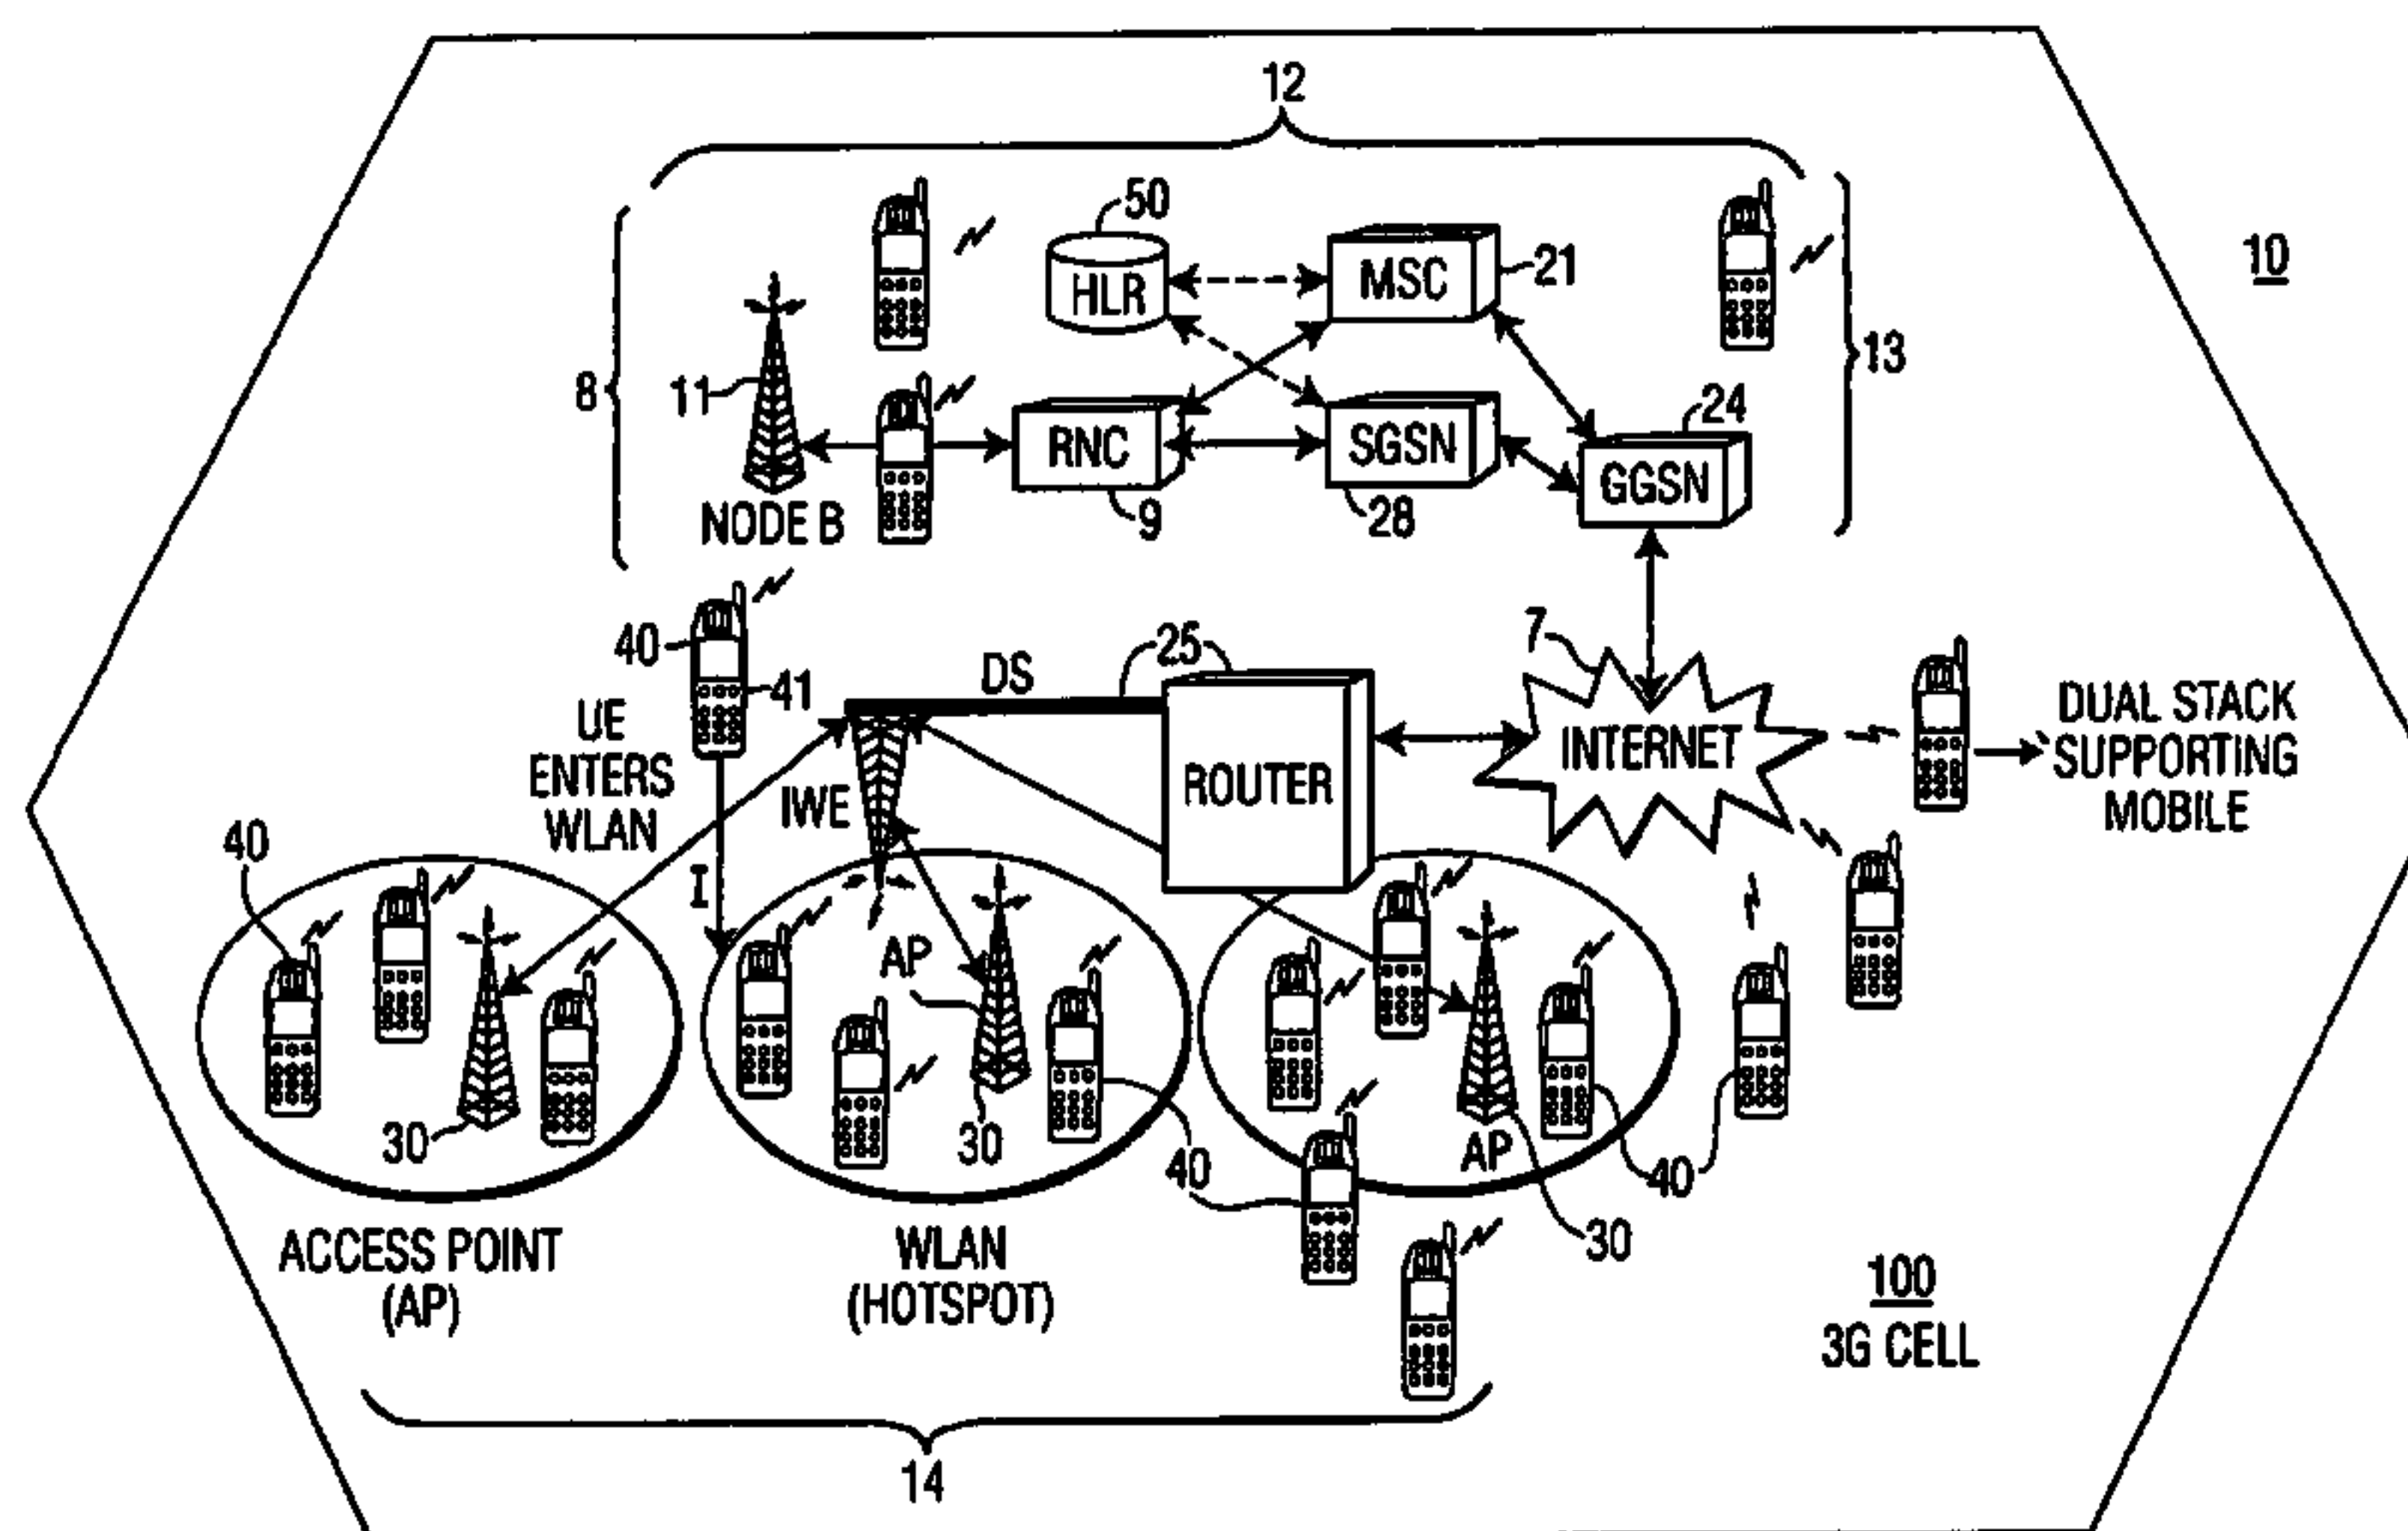 12
50
HLR
MSC
21
10
8
11
13
24
RNC
SGSN
GGSN
NODE B
9
28
40
41
25
7
DS
UE
ENTERS
WLAN
IWE
ROUTER
INTERNET
DUAL STACK
SUPPORTING
MOBILE
40
I
AP
30
30
AP
40
40
30
ACCESS POINT
(AP)
WLAN
(HOTSPOT)
100
3G CELL
14